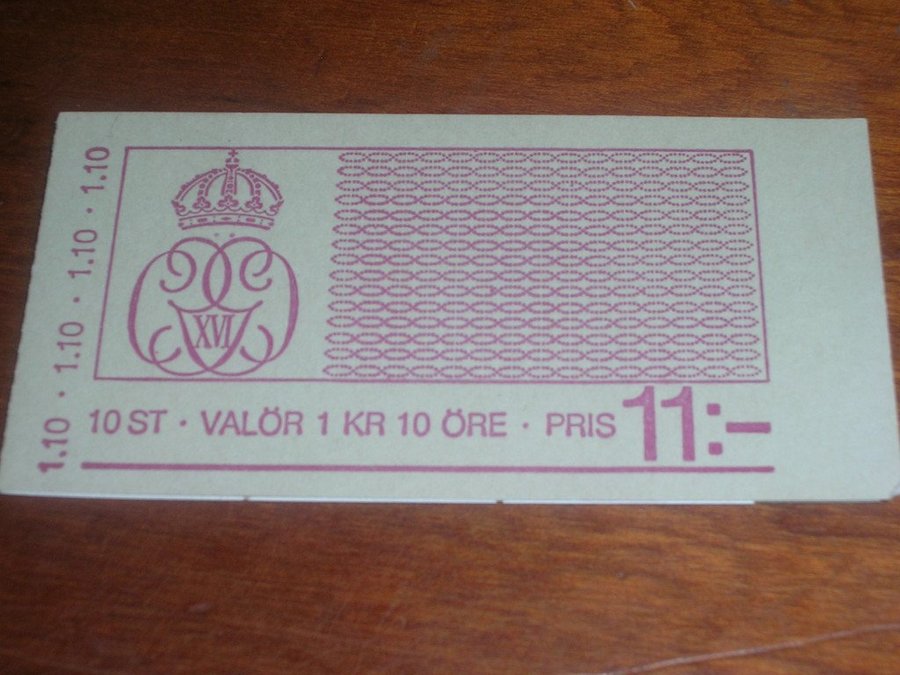 1.10 · 1.10 · 1.10 · 1.10
XVI
10 ST · VALÖR 1 KR 10 ÖRE · PRIS 11:–